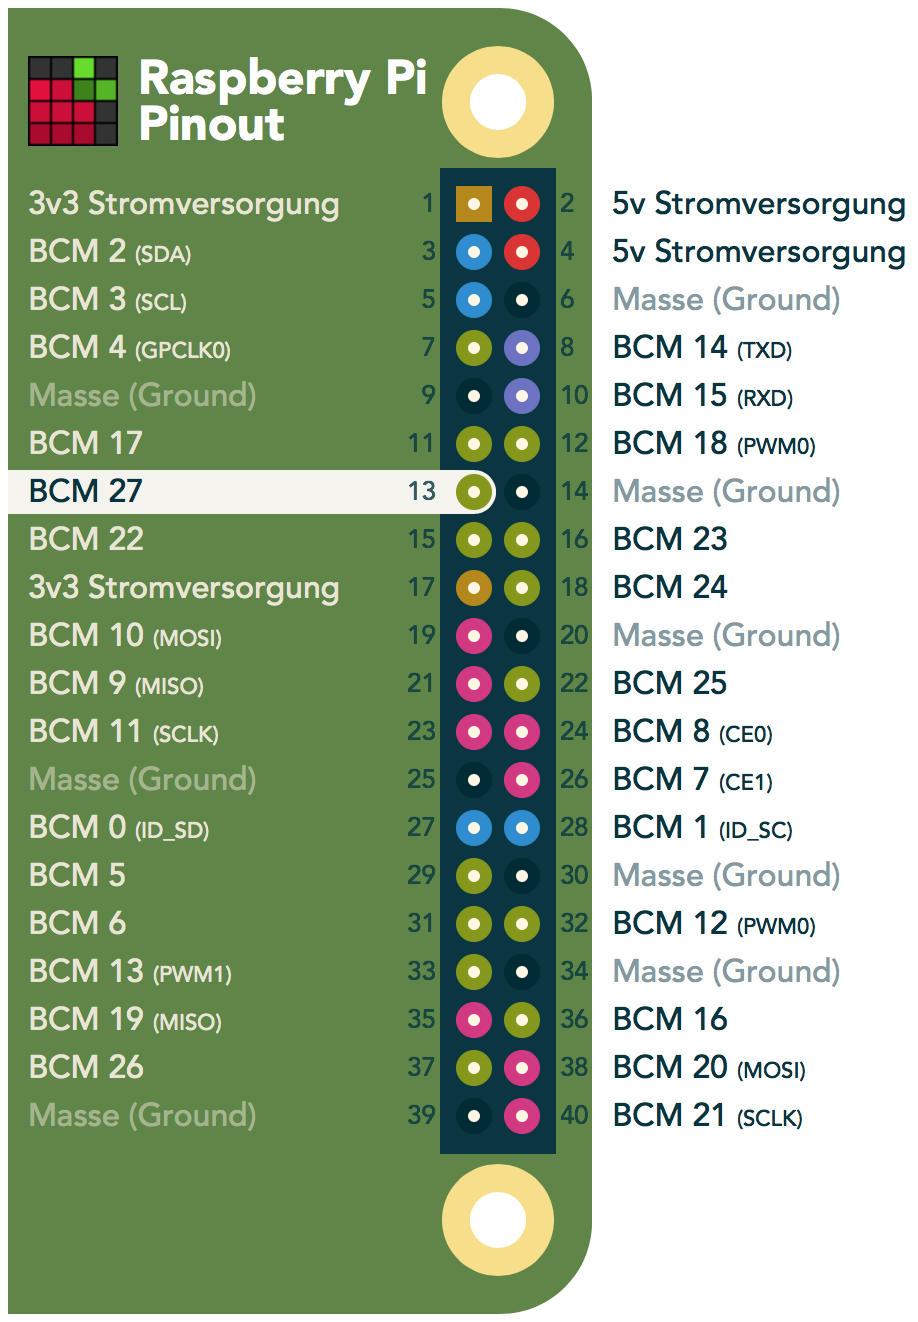 Raspberry Pi
Pinout
3v3 Stromversorgung 1 2 5v Stromversorgung
BCM 2 (SDA) 3 4 5v Stromversorgung
BCM 3 (SCL) 5 6 Masse (Ground)
BCM 4 (GPCLK0) 7 8 BCM 14 (TXD)
Masse (Ground) 9 10 BCM 15 (RXD)
BCM 17 11 12 BCM 18 (PWM0)
BCM 27 13 14 Masse (Ground)
BCM 22 15 16 BCM 23
3v3 Stromversorgung 17 18 BCM 24
BCM 10 (MOSI) 19 20 Masse (Ground)
BCM 9 (MISO) 21 22 BCM 25
BCM 11 (SCLK) 23 24 BCM 8 (CE0)
Masse (Ground) 25 26 BCM 7 (CE1)
BCM 0 (ID_SD) 27 28 BCM 1 (ID_SC)
BCM 5 29 30 Masse (Ground)
BCM 6 31 32 BCM 12 (PWM0)
BCM 13 (PWM1) 33 34 Masse (Ground)
BCM 19 (MISO) 35 36 BCM 16
BCM 26 37 38 BCM 20 (MOSI)
Masse (Ground) 39 40 BCM 21 (SCLK)